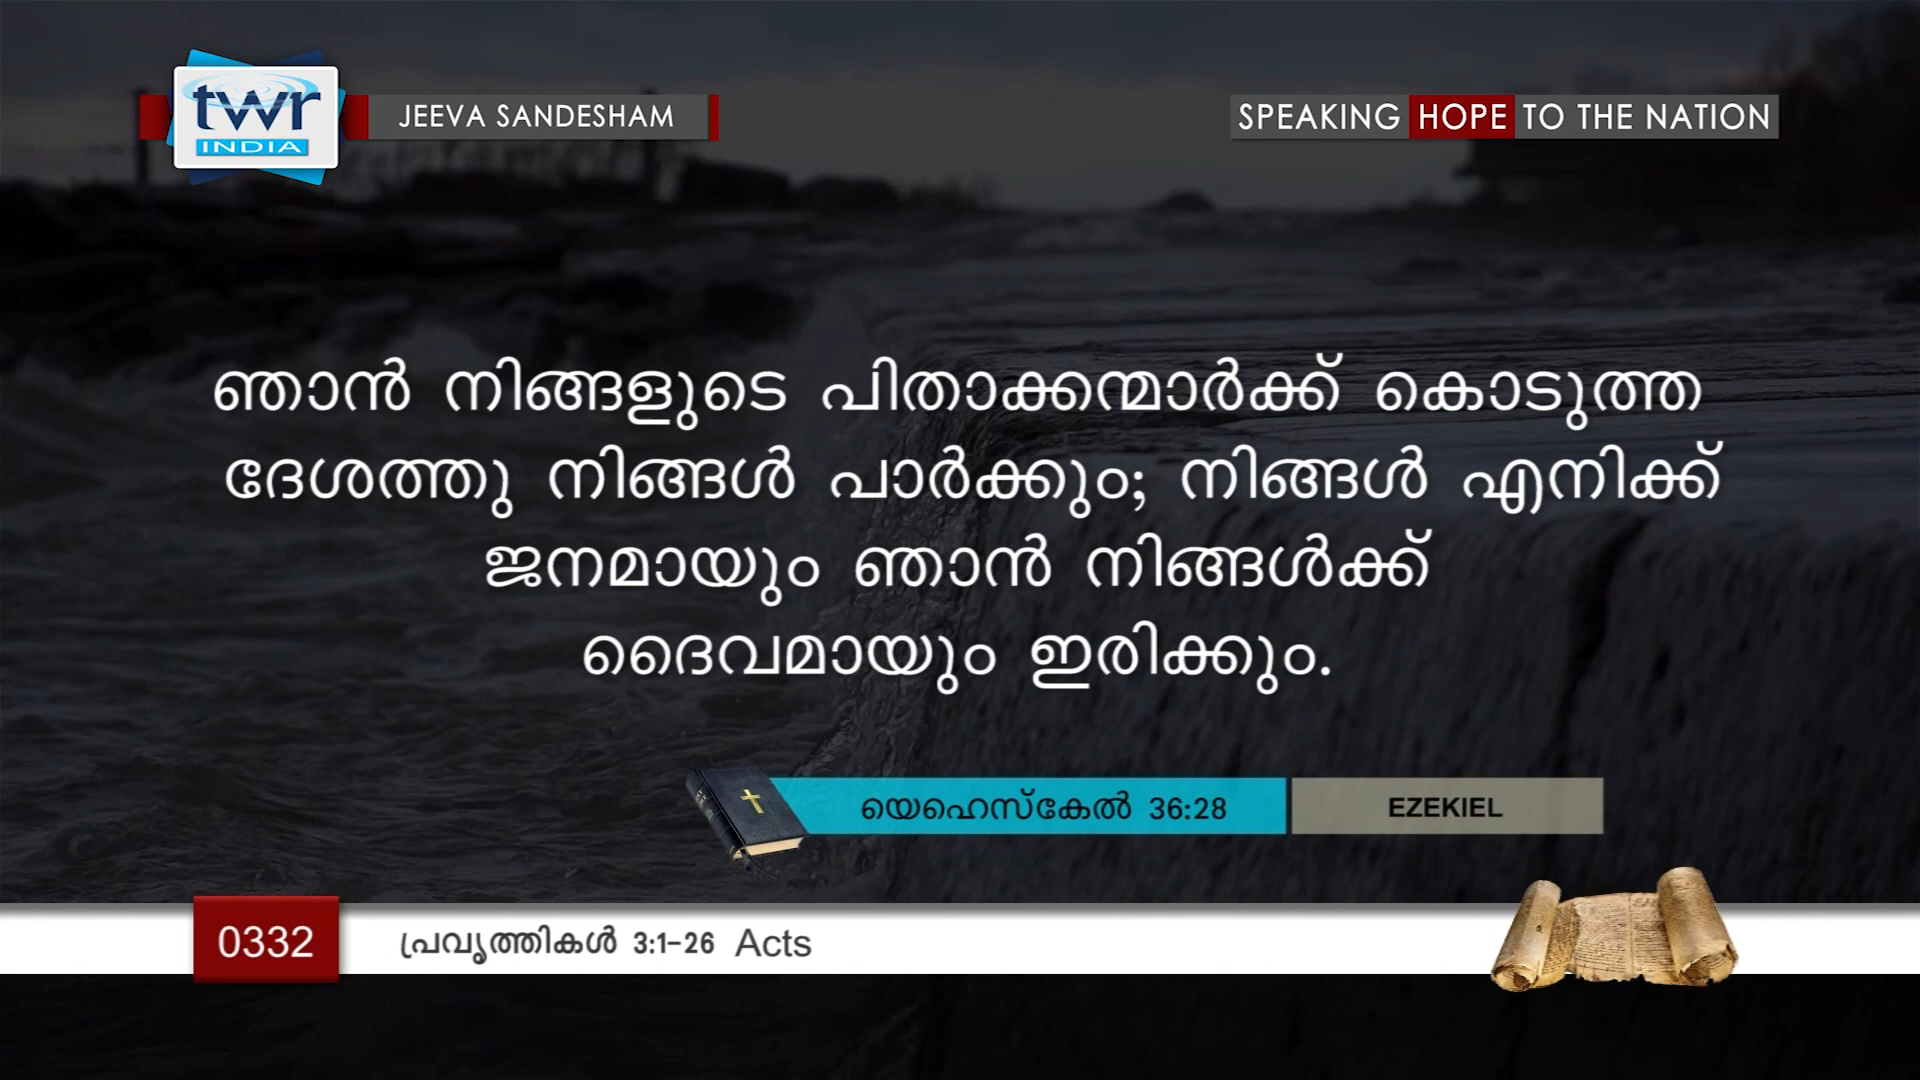 twr
INDIA
JEEVA SANDESHAM
SPEAKING HOPE TO THE NATION
ഞാൻ നിങ്ങളുടെ പിതാക്കന്മാർക്ക് കൊടുത്ത
ദേശത്തു നിങ്ങൾ പാർക്കും; നിങ്ങൾ എനിക്ക്
ജനമായും ഞാൻ നിങ്ങൾക്ക്
ദൈവമായും ഇരിക്കും.
യെഹെസ്കേൽ 36:28
EZEKIEL
0332
പ്രവൃത്തികൾ 3:1-26 Acts